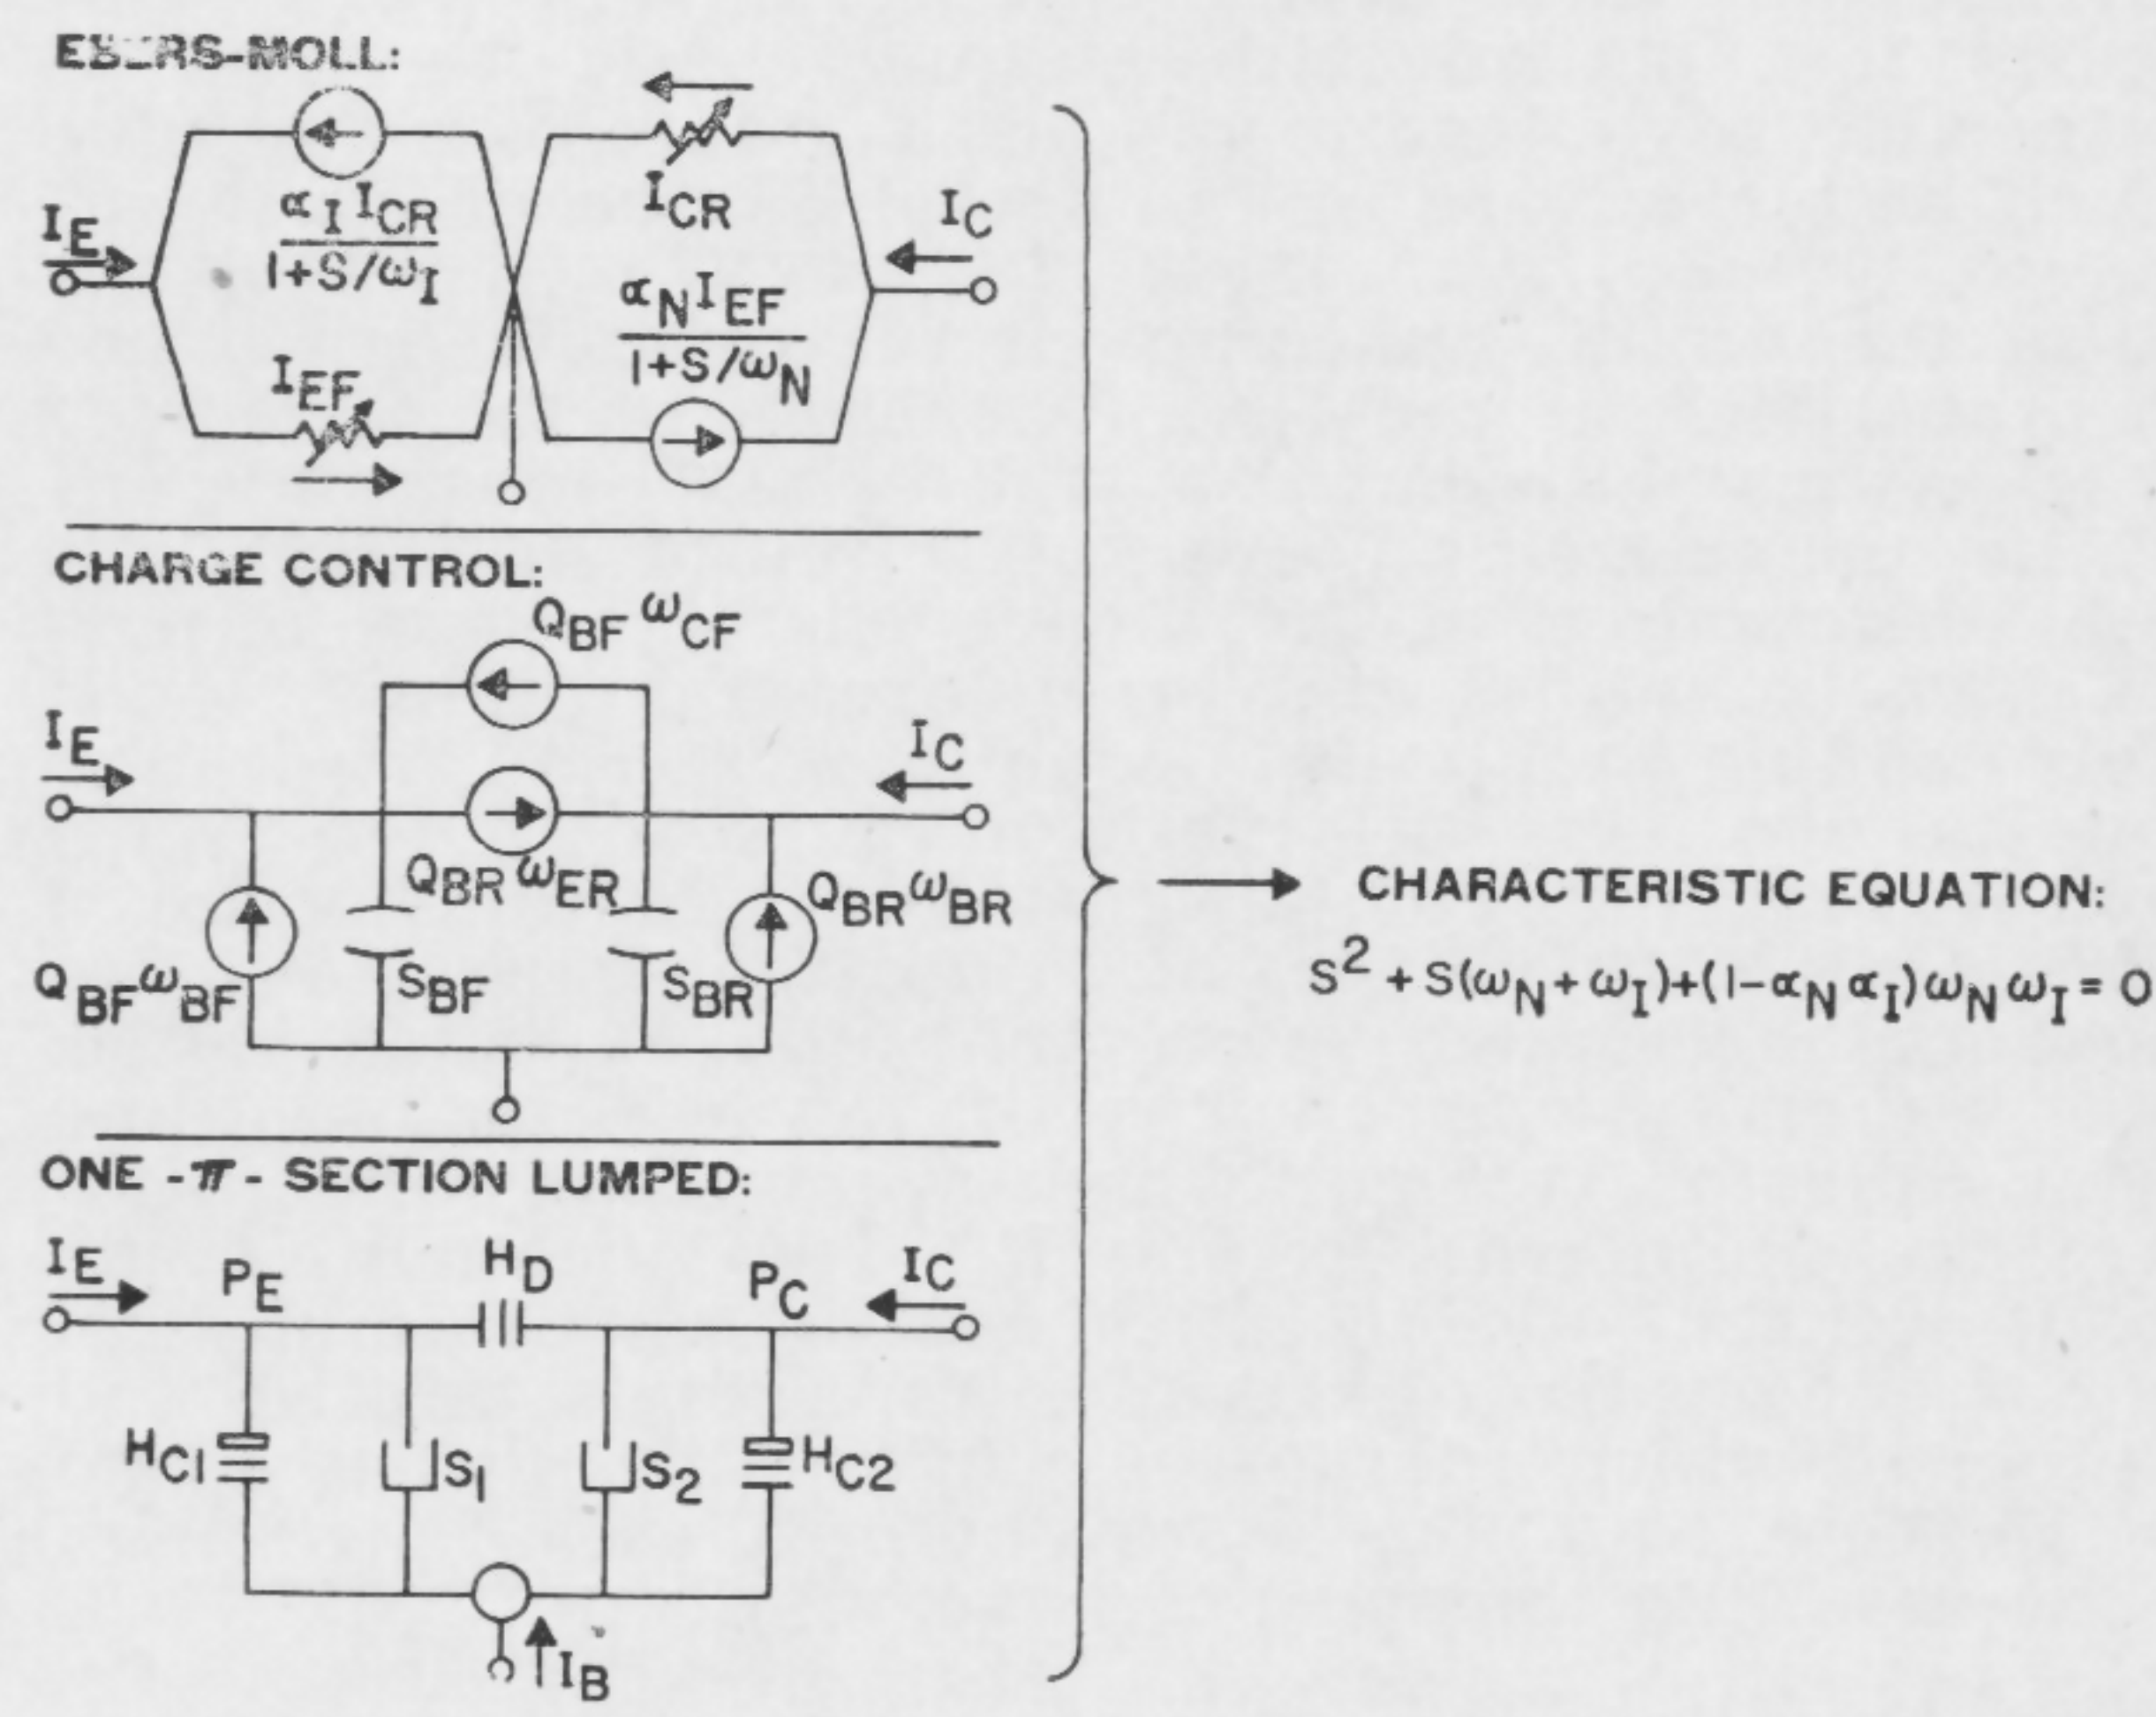 EBERS-MOLL:
α_I I_CR
1+S/ω_I
I_CR
I_E
I_C
α_N I_EF
1+S/ω_N
I_EF
CHARGE CONTROL:
Q_BF ω_CF
I_E
I_C
Q_BR ω_ER
Q_BR ω_BR
Q_BF ω_BF
S_BF
S_BR
CHARACTERISTIC EQUATION:
S² + S(ω_N + ω_I)+(1-α_N α_I)ω_N ω_I = 0
ONE -π- SECTION LUMPED:
I_E
P_E
H_D
P_C
I_C
H_C1
S_1
S_2
H_C2
I_B